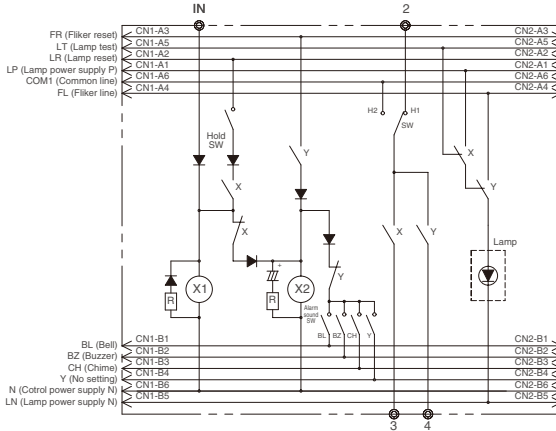 IN 2
FR (Fliker reset) CN1-A3 CN2-A3
LT (Lamp test) CN1-A5 CN2-A5
LR (Lamp reset) CN1-A2 CN2-A2
LP (Lamp power supply P) CN1-A1 CN2-A1
COM1 (Common line) CN1-A6 CN2-A6
FL (Fliker line) CN1-A4 CN2-A4
H2 H1
SW
Hold
SW
Y X
X Y
X X Y
Lamp
Y
+
X1 X2
R R
Alarm
sound
SW
BL BZ CH Y
BL (Bell) CN1-B1 CN2-B1
BZ (Buzzer) CN1-B2 CN2-B2
CH (Chime) CN1-B3 CN2-B3
Y (No setting) CN1-B4 CN2-B4
N (Cotrol power supply N) CN1-B6 CN2-B6
LN (Lamp power supply N) CN1-B5 CN2-B5
3 4